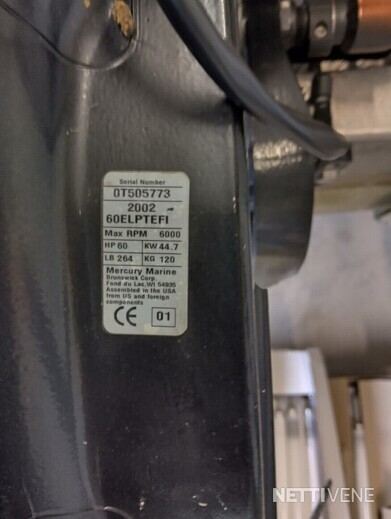 Serial Number
0T505773
2002
60ELPTEFI
Max RPM 6000
HP 60 KW 44.7
LB 264 KG 120
Mercury Marine
Brunswick Corp.
Fond du Lac, WI 54935
Assembled in the USA
from US and foreign
components
CE 01
NETTIVENE